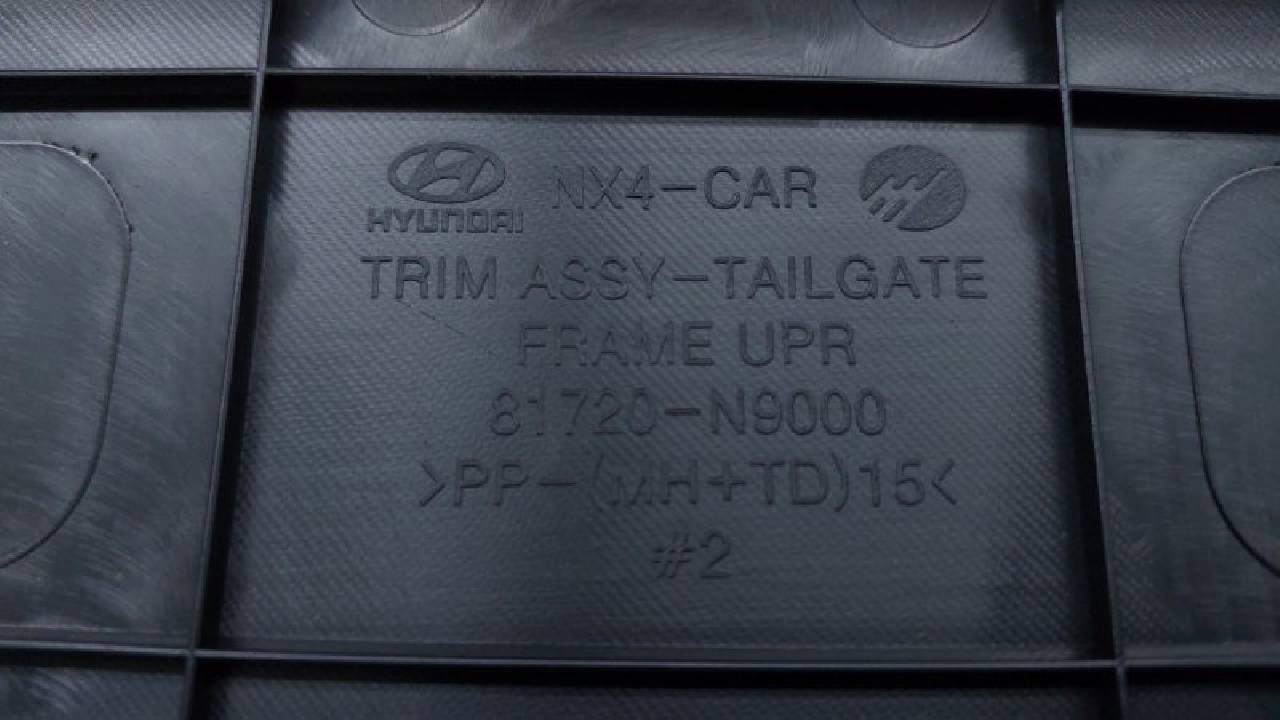 NX4-CAR
HYUNDAI
TRIM ASSY-TAILGATE
FRAME UPR
81720-N9000
>PP-(MH+TD)15<
#2